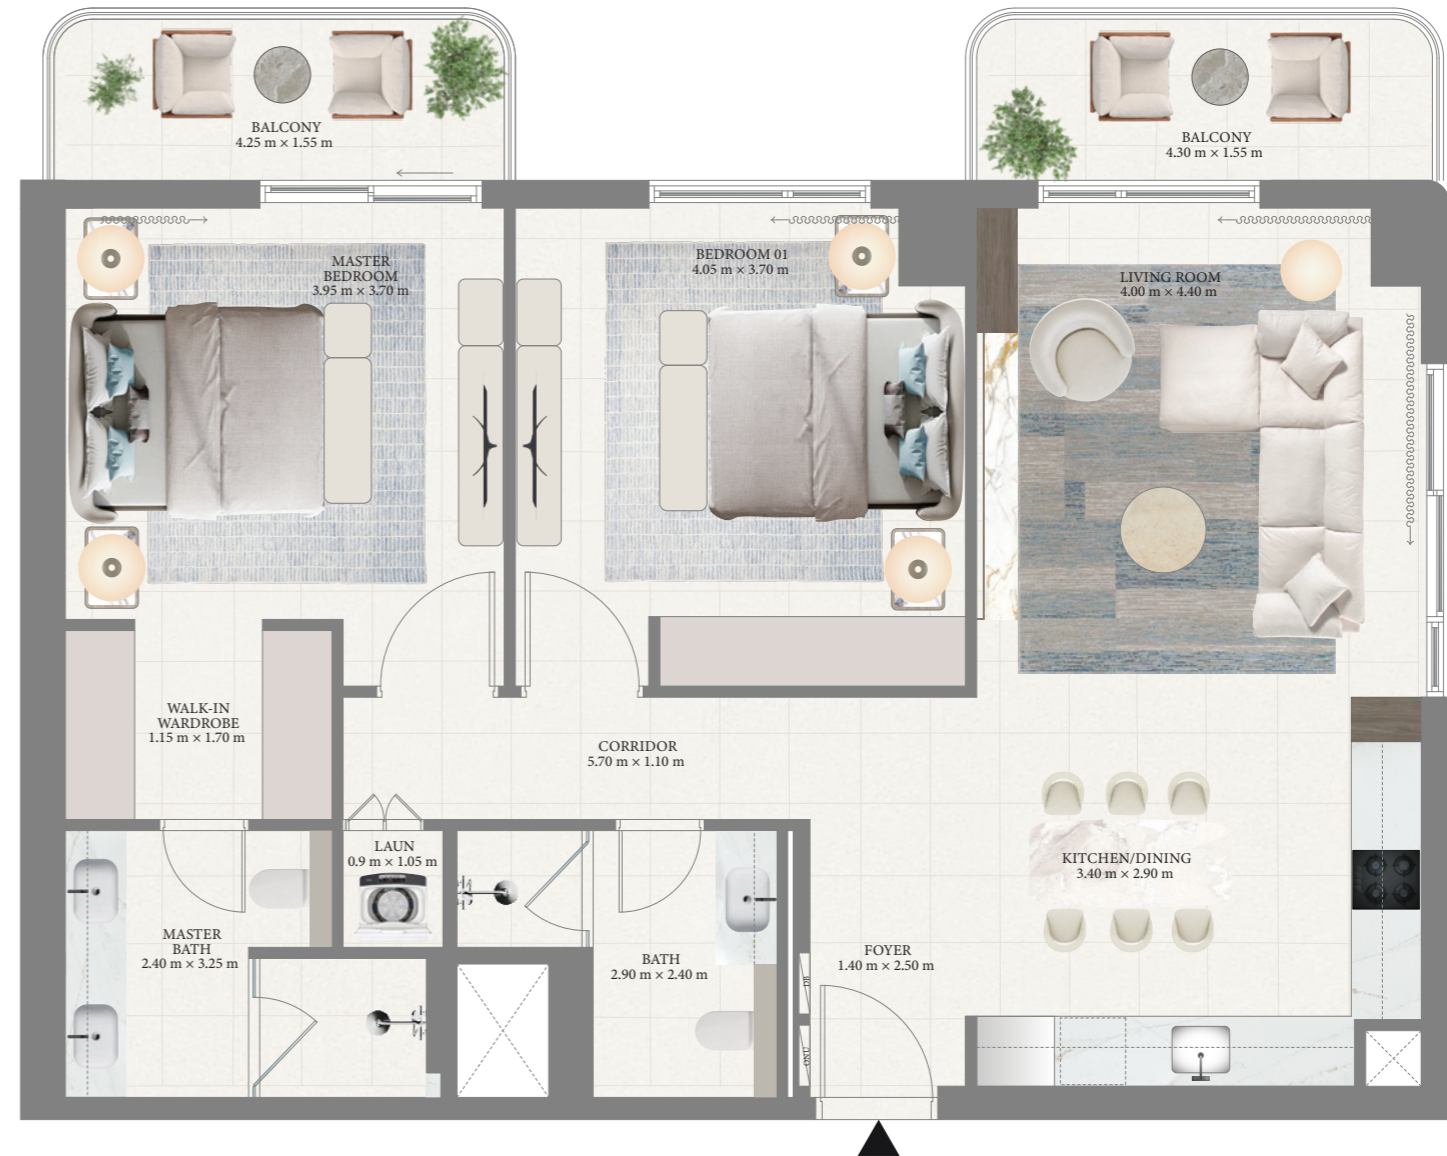 BALCONY
4.25 m × 1.55 m
BALCONY
4.30 m × 1.55 m
MASTER
BEDROOM
3.95 m × 3.70 m
BEDROOM 01
4.05 m × 3.70 m
LIVING ROOM
4.00 m × 4.40 m
WALK-IN
WARDROBE
1.15 m × 1.70 m
CORRIDOR
5.70 m × 1.10 m
LAUN
0.9 m × 1.05 m
KITCHEN/DINING
3.40 m × 2.90 m
MASTER
BATH
2.40 m × 3.25 m
BATH
2.90 m × 2.40 m
FOYER
1.40 m × 2.50 m
DB
ONU